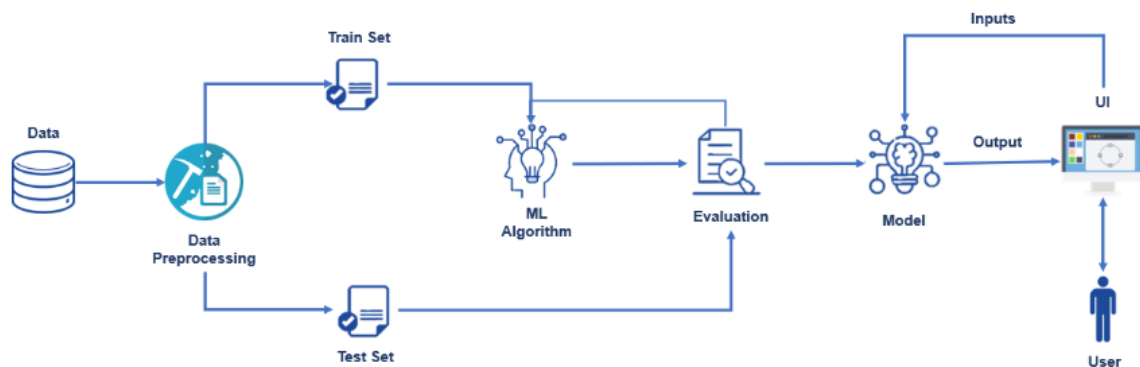 Data
Data
Preprocessing
Train Set
Test Set
ML
Algorithm
Evaluation
Model
Inputs
Output
UI
User